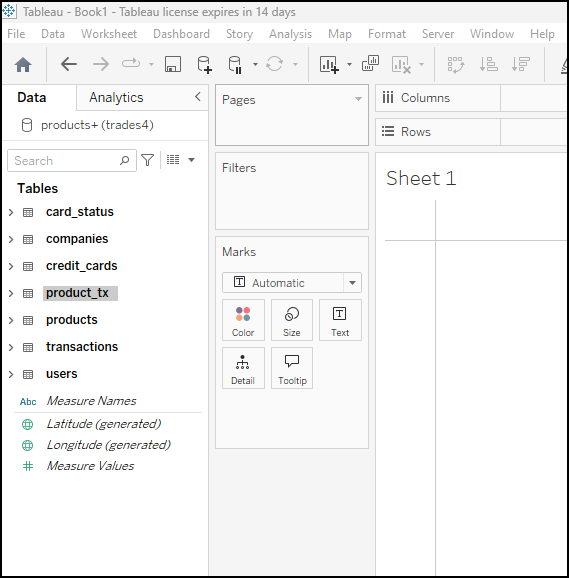 Tableau - Book1 - Tableau license expires in 14 days
File Data Worksheet Dashboard Story Analysis Map Format Server Window Help
Data Analytics
products+ (trades4)
Search
Tables
card_status
companies
credit_cards
product_tx
products
transactions
users
Abc Measure Names
Latitude (generated)
Longitude (generated)
# Measure Values
Pages
Filters
Marks
T Automatic
Color Size T Text
Detail Tooltip
Columns
Rows
Sheet 1